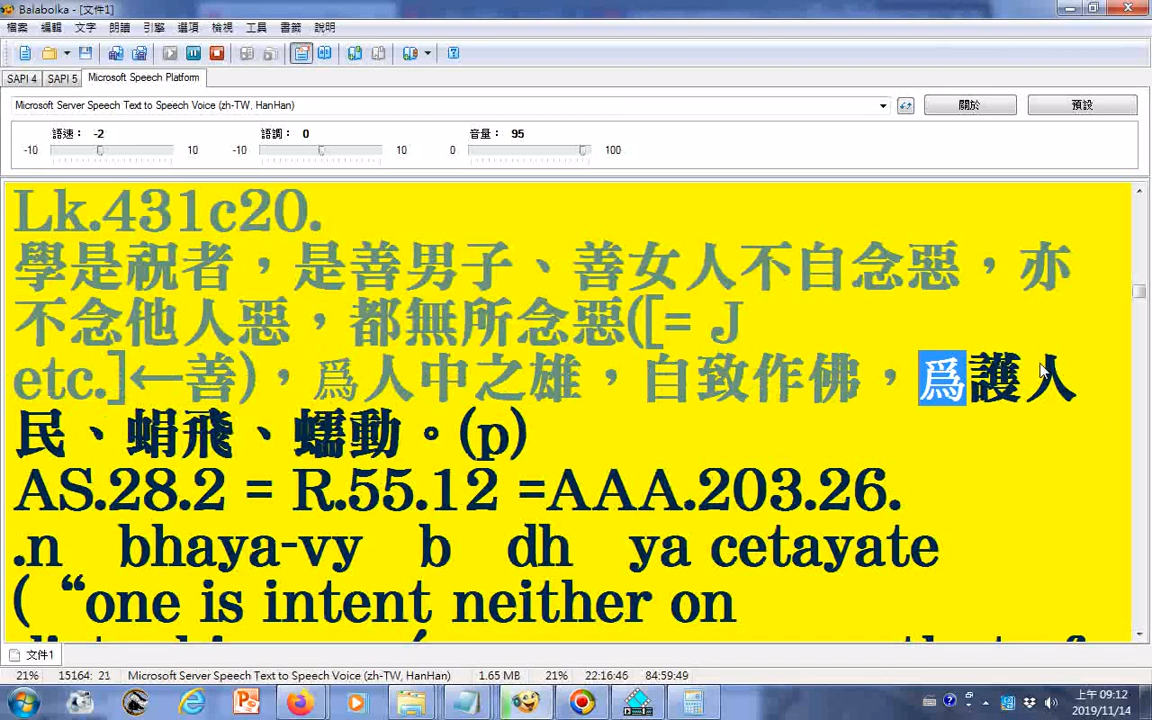 Balabolka - [文件1]
檔案 編輯 文字 朗讀 引擎 選項 檢視 工具 書籤 說明
SAPI 4 SAPI 5 Microsoft Speech Platform
Microsoft Server Speech Text to Speech Voice (zh-TW, HanHan) 關於 預設
語速： -2 語調： 0 音量： 95
-10 10 -10 10 0 100
Lk.431c20.
學是祝者，是善男子、善女人不自念惡，亦
不念他人惡，都無所念惡([= J
etc.]←善)，爲人中之雄，自致作佛，爲護人
民、蜎飛、蠕動。(p)
AS.28.2 = R.55.12 =AAA.203.26.
.n bhaya-vy b dh ya cetayate
( “one is intent neither on
文件1
21% 15164: 21 Microsoft Server Speech Text to Speech Voice (zh-TW, HanHan) 1.65 MB 21% 22:16:46 84:59:49
上午 09:12
2019/11/14